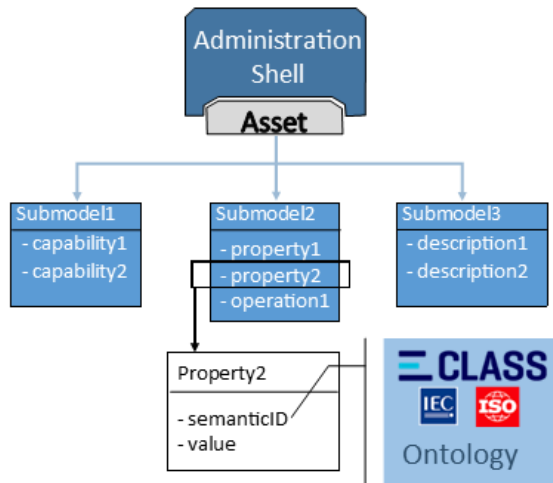 Administration
Shell
Asset
Submodel1
- capability1
- capability2
Submodel2
- property1
- property2
- operation1
Submodel3
- description1
- description2
Property2
- semanticID
- value
ECLASS
IEC
ISO
Ontology